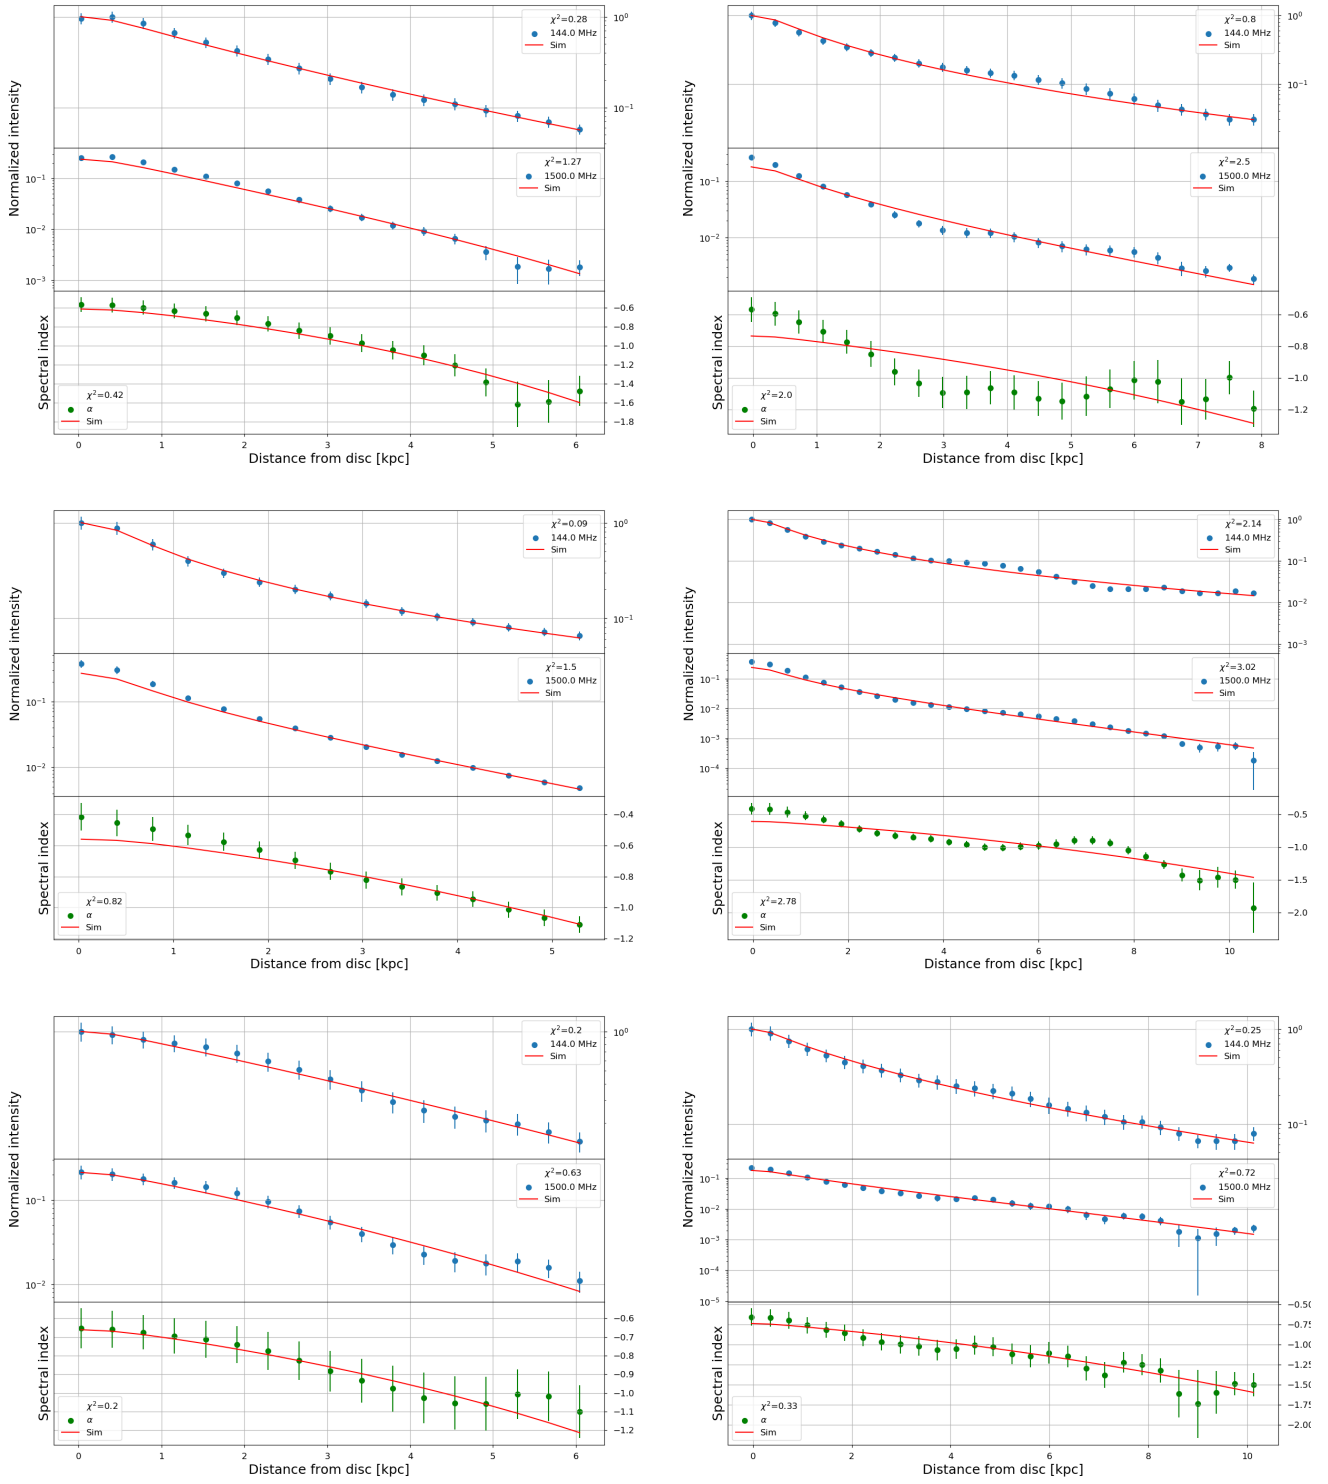 χ²=0.28
144.0 MHz
Sim
10⁰
10⁻¹
Normalized intensity
χ²=1.27
1500.0 MHz
Sim
10⁻¹
10⁻²
10⁻³
Spectral index
−0.6
−0.8
−1.0
−1.2
−1.4
−1.6
−1.8
χ²=0.42
α
Sim
0 1 2 3 4 5 6
Distance from disc [kpc]
χ²=0.8
144.0 MHz
Sim
10⁰
10⁻¹
Normalized intensity
χ²=2.5
1500.0 MHz
Sim
10⁻¹
10⁻²
Spectral index
−0.6
−0.8
−1.0
−1.2
χ²=2.0
α
Sim
0 1 2 3 4 5 6 7 8
Distance from disc [kpc]
χ²=0.09
144.0 MHz
Sim
10⁰
10⁻¹
Normalized intensity
χ²=1.5
1500.0 MHz
Sim
10⁻¹
10⁻²
Spectral index
−0.4
−0.6
−0.8
−1.0
−1.2
χ²=0.82
α
Sim
0 1 2 3 4 5
Distance from disc [kpc]
χ²=2.14
144.0 MHz
Sim
10⁰
10⁻¹
10⁻²
10⁻³
Normalized intensity
χ²=3.02
1500.0 MHz
Sim
10⁻¹
10⁻²
10⁻³
10⁻⁴
Spectral index
−0.5
−1.0
−1.5
−2.0
χ²=2.78
α
Sim
0 2 4 6 8 10
Distance from disc [kpc]
χ²=0.2
144.0 MHz
Sim
10⁰
Normalized intensity
χ²=0.63
1500.0 MHz
Sim
10⁻¹
10⁻²
Spectral index
−0.6
−0.7
−0.8
−0.9
−1.0
−1.1
−1.2
χ²=0.2
α
Sim
0 1 2 3 4 5 6
Distance from disc [kpc]
χ²=0.25
144.0 MHz
Sim
10⁰
10⁻¹
Normalized intensity
χ²=0.72
1500.0 MHz
Sim
10⁻¹
10⁻²
10⁻³
10⁻⁴
10⁻⁵
Spectral index
−0.50
−0.75
−1.00
−1.25
−1.50
−1.75
−2.00
χ²=0.33
α
Sim
0 2 4 6 8 10
Distance from disc [kpc]